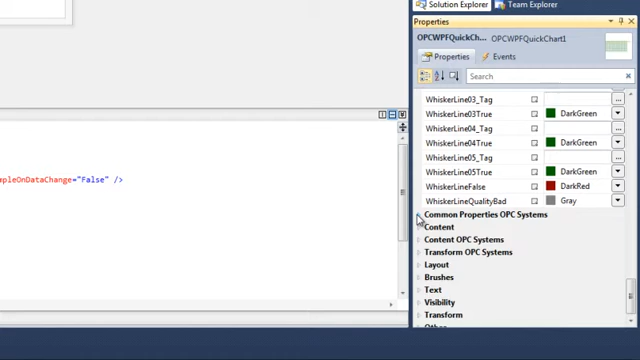 Solution Explorer Team Explorer
Properties
OPCWPFQuickCh... OPCWPFQuickChart1
Properties Events
Search
WhiskerLine03_Tag ...
WhiskerLine03True DarkGreen
WhiskerLine04_Tag ...
WhiskerLine04True DarkGreen
WhiskerLine05_Tag ...
WhiskerLine05True DarkGreen
WhiskerLineFalse DarkRed
WhiskerLineQualityBad Gray
Common Properties OPC Systems
Content
Content OPC Systems
Transform OPC Systems
Layout
Brushes
Text
Visibility
Transform
Other
mpleOnDataChange="False" />